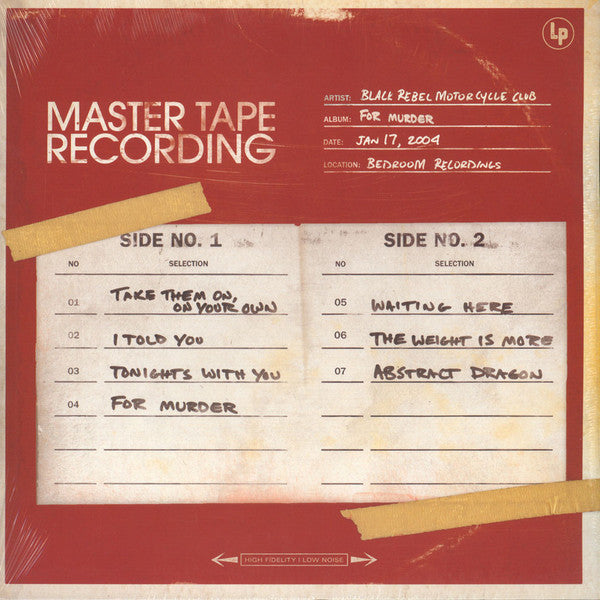 LP
MASTER TAPE
RECORDING
ARTIST: BLACK REBEL MOTORCYCLE CLUB
ALBUM: FOR MURDER
DATE: JAN 17, 2004
LOCATION: BEDROOM RECORDINGS
SIDE NO. 1
NO SELECTION
01 TAKE THEM ON,
ON YOUR OWN
02 I TOLD YOU
03 TONIGHTS WITH YOU
04 FOR MURDER
SIDE NO. 2
NO SELECTION
05 WAITING HERE
06 THE WEIGHT IS MORE
07 ABSTRACT DRAGON
HIGH FIDELITY | LOW NOISE